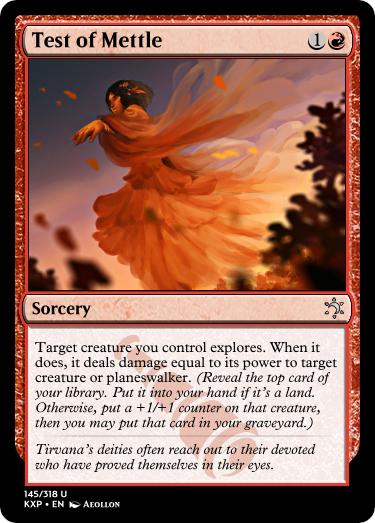 Test of Mettle
1
Sorcery
Target creature you control explores. When it
does, it deals damage equal to its power to target
creature or planeswalker. (Reveal the top card of
your library. Put it into your hand if it's a land.
Otherwise, put a +1/+1 counter on that creature,
then you may put that card in your graveyard.)
Tirvana's deities often reach out to their devoted
who have proved themselves in their eyes.
145/318 U
KXP • EN Aeollon